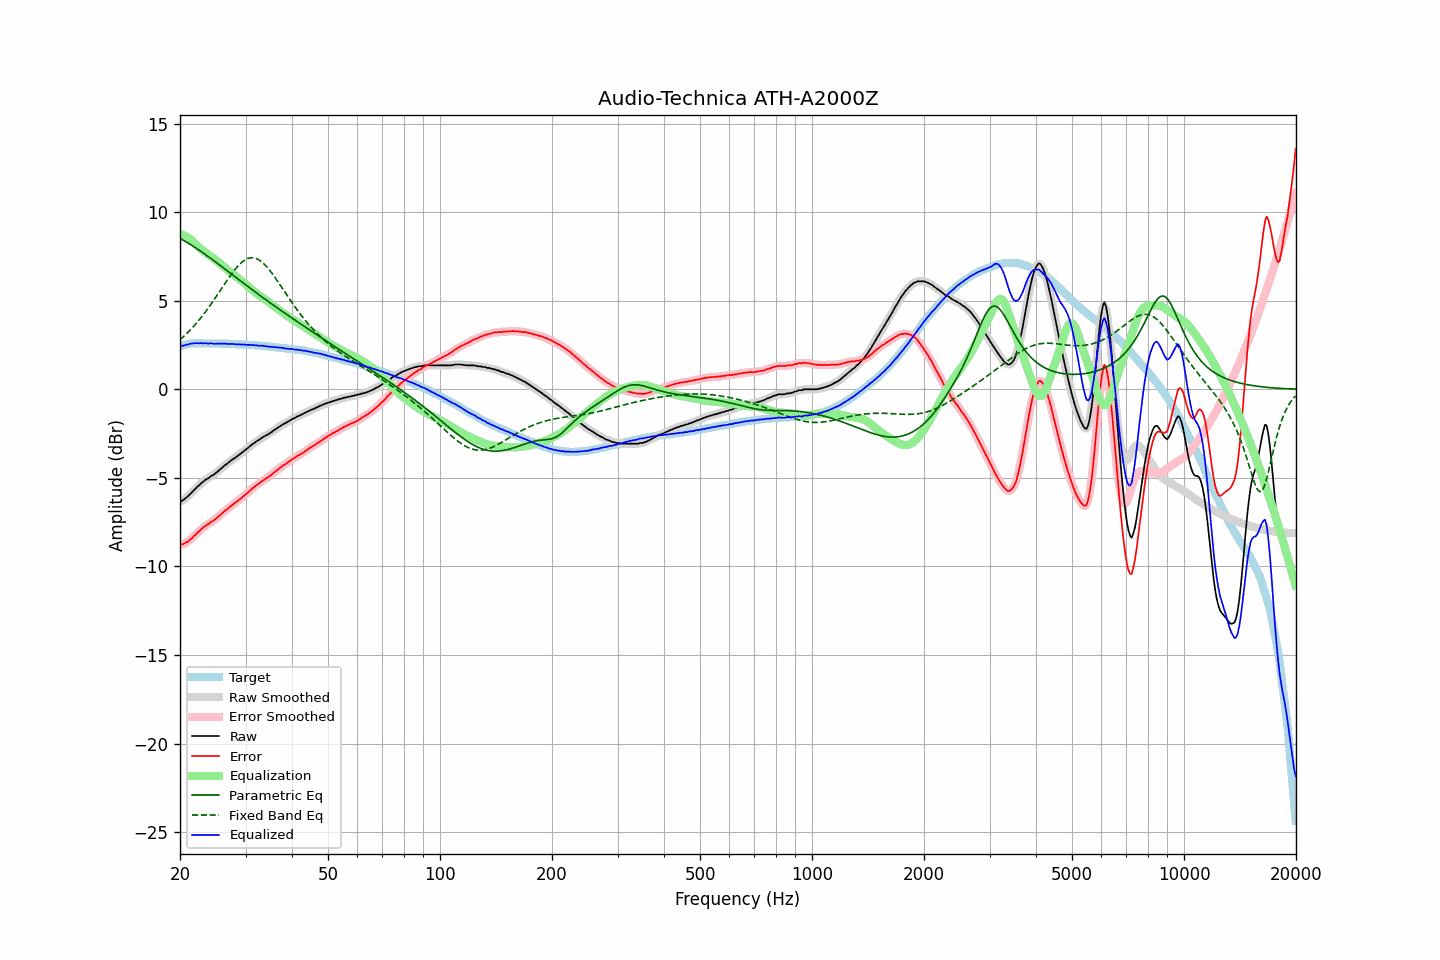 Audio-Technica ATH-A2000Z
15
10
5
0
−5
−10
−15
−20
−25
Amplitude (dBr)
Target
Raw Smoothed
Error Smoothed
Raw
Error
Equalization
Parametric Eq
Fixed Band Eq
Equalized
20
50
100
200
500
1000
2000
5000
10000
20000
Frequency (Hz)